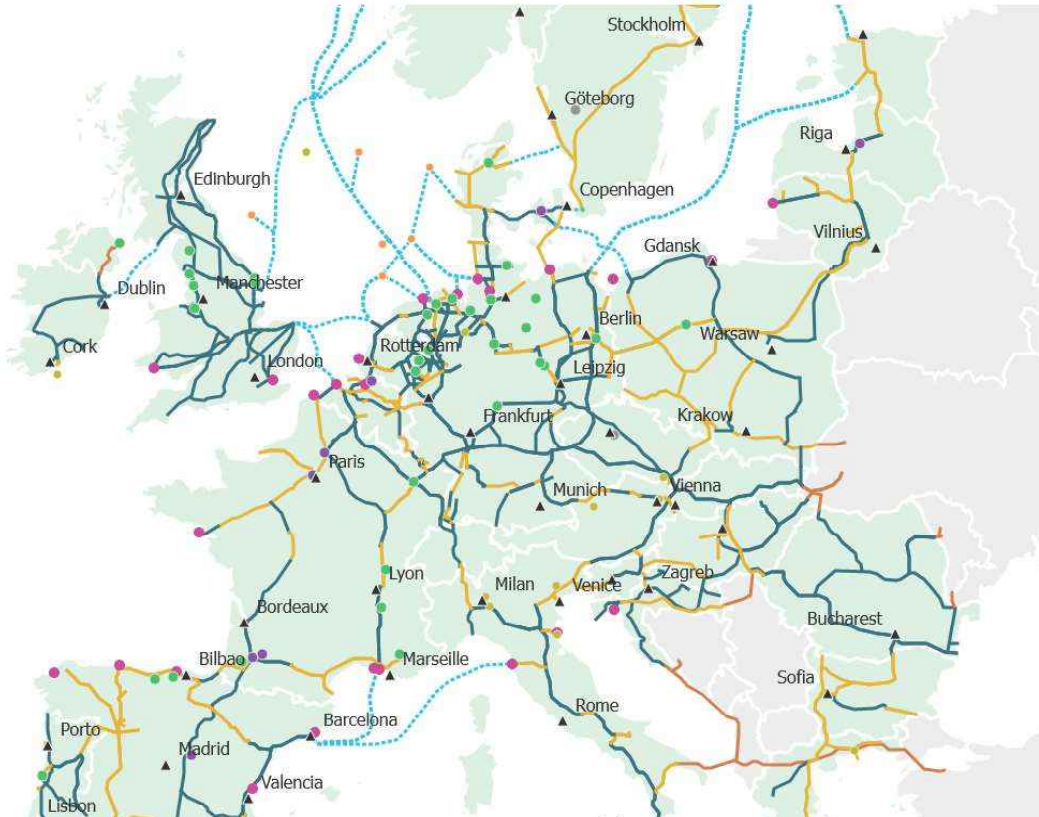 Stockholm
Göteborg
Riga
Edinburgh
Copenhagen
Vilnius
Gdansk
Dublin
Manchester
Berlin
Warsaw
Cork
London
Rotterdam
Leipzig
Frankfurt
Krakow
Paris
Munich
Vienna
Lyon
Milan
Venice
Zagreb
Bordeaux
Bucharest
Bilbao
Marseille
Sofia
Barcelona
Rome
Porto
Madrid
Valencia
Lisbon